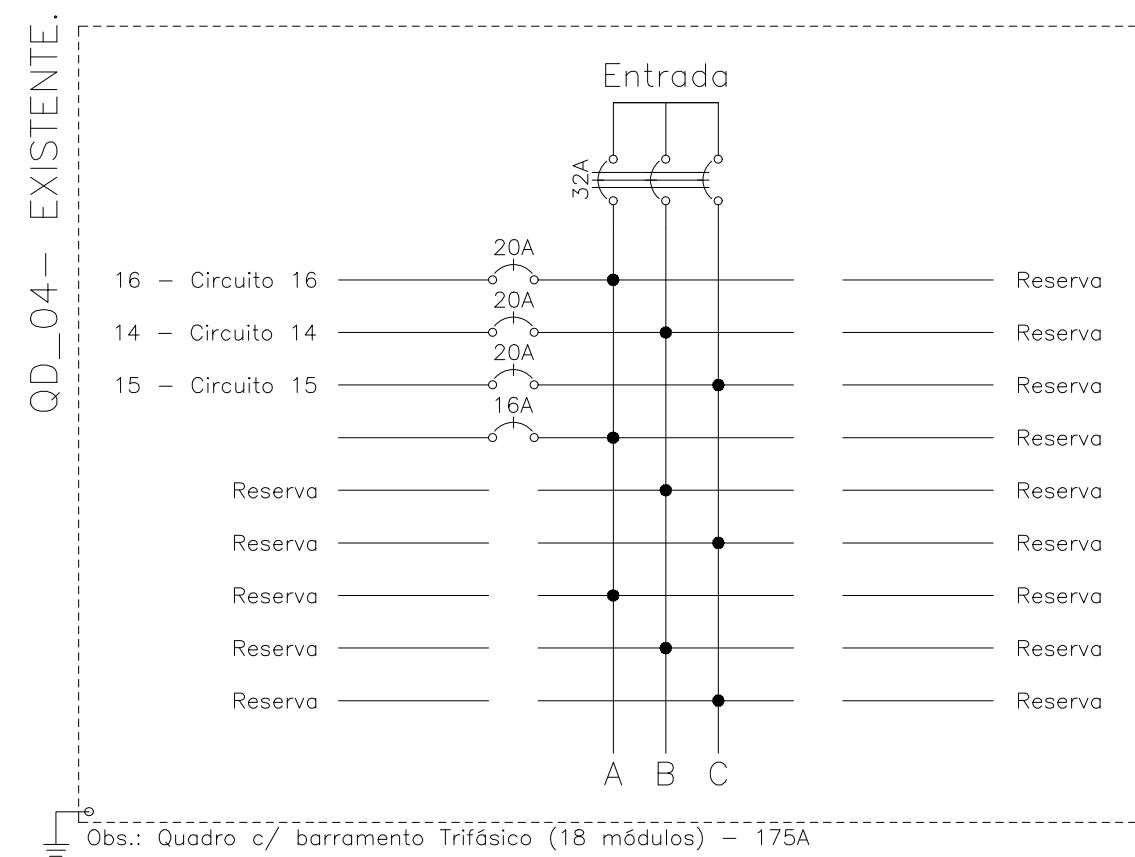 QD_04- EXISTENTE.
Entrada
32A
20A
16 - Circuito 16
Reserva
20A
14 - Circuito 14
Reserva
20A
15 - Circuito 15
Reserva
16A
Reserva
Reserva
Reserva
Reserva
Reserva
Reserva
Reserva
Reserva
Reserva
Reserva
Reserva
A B C
Obs.: Quadro c/ barramento Trifásico (18 módulos) - 175A